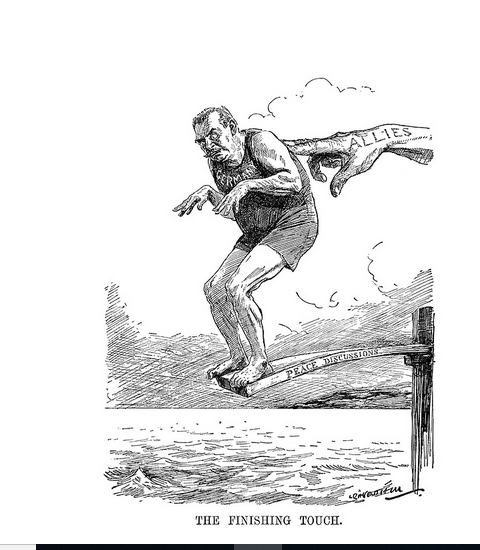 ALLIES
PEACE DISCUSSIONS
THE FINISHING TOUCH.